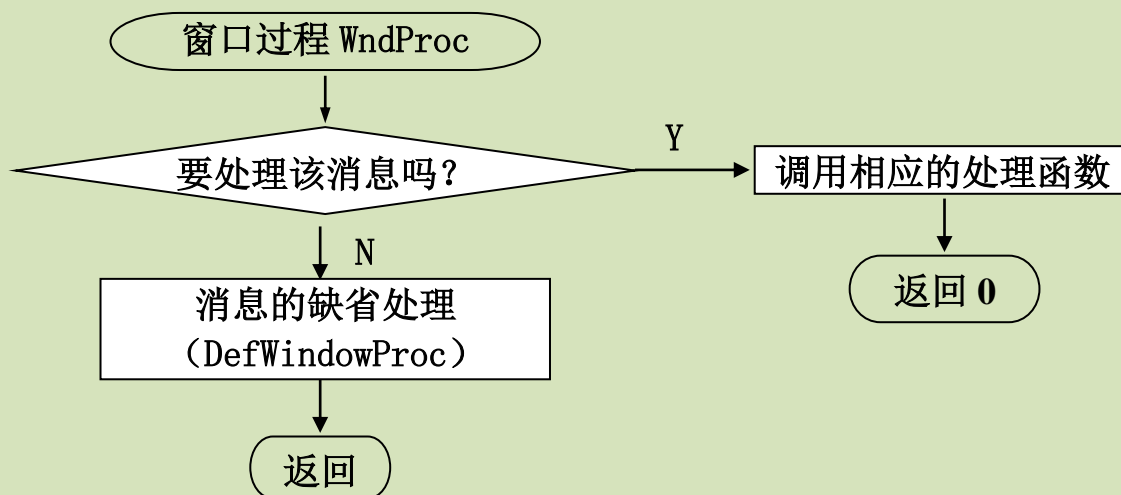 窗口过程 WndProc
要处理该消息吗？
Y
调用相应的处理函数
N
返回 0
消息的缺省处理
（DefWindowProc）
返回